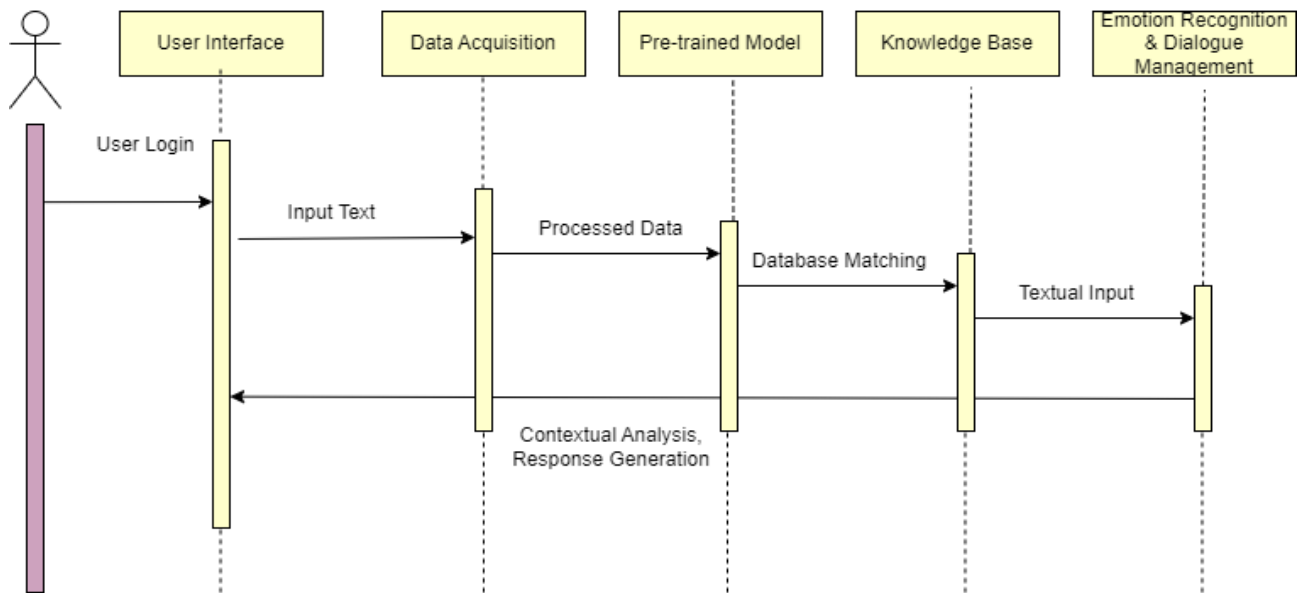 User Interface
Data Acquisition
Pre-trained Model
Knowledge Base
Emotion Recognition
& Dialogue
Management
User Login
Input Text
Processed Data
Database Matching
Textual Input
Contextual Analysis,
Response Generation